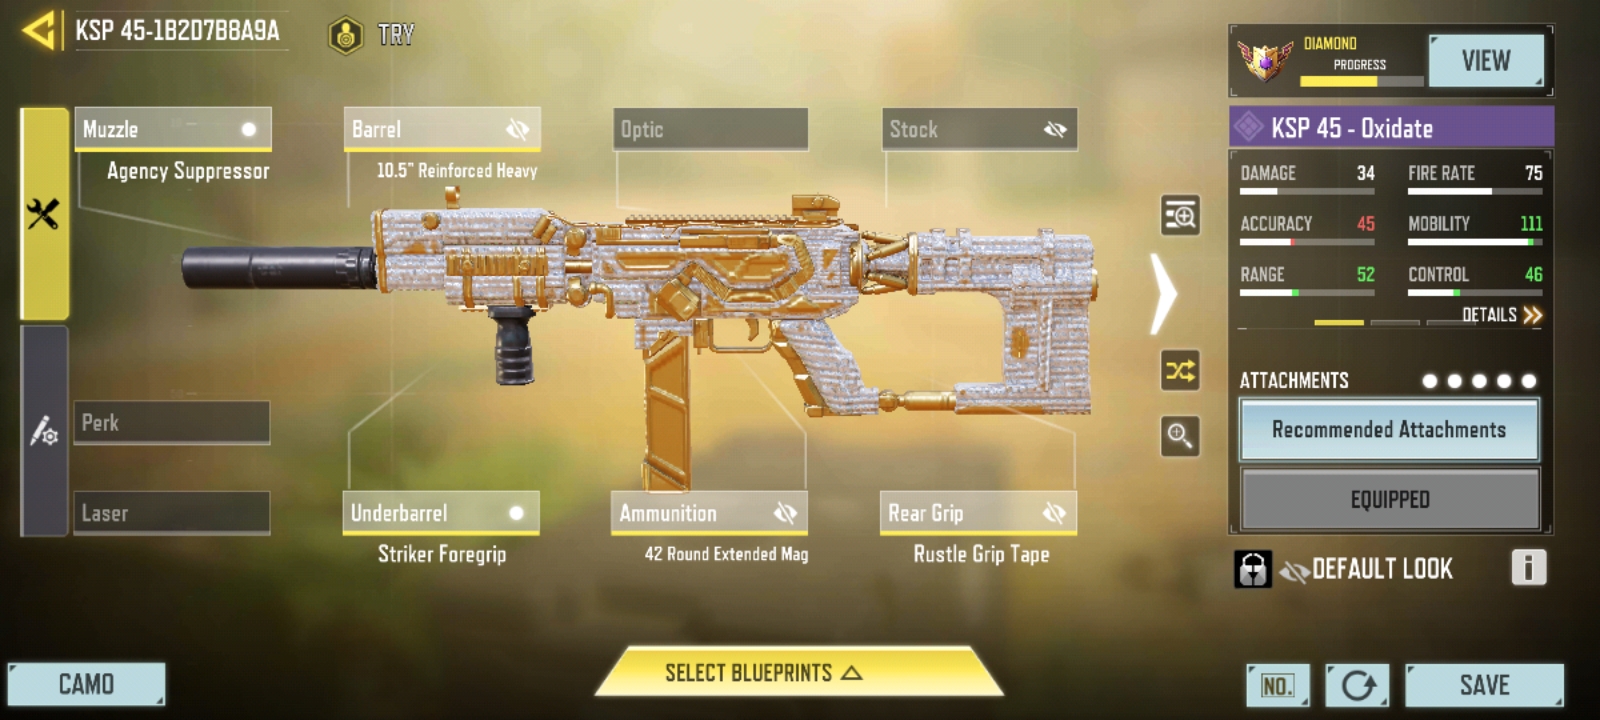 KSP 45-1B2D7B8A9A
TRY
DIAMOND
PROGRESS
VIEW
Muzzle
Agency Suppressor
Barrel
10.5" Reinforced Heavy
Optic
Stock
KSP 45 - Oxidate
DAMAGE 34
FIRE RATE 75
ACCURACY 45
MOBILITY 111
RANGE 52
CONTROL 46
DETAILS
ATTACHMENTS
Recommended Attachments
EQUIPPED
Perk
Laser
Underbarrel
Striker Foregrip
Ammunition
42 Round Extended Mag
Rear Grip
Rustle Grip Tape
DEFAULT LOOK
i
CAMO
SELECT BLUEPRINTS
NO.
SAVE